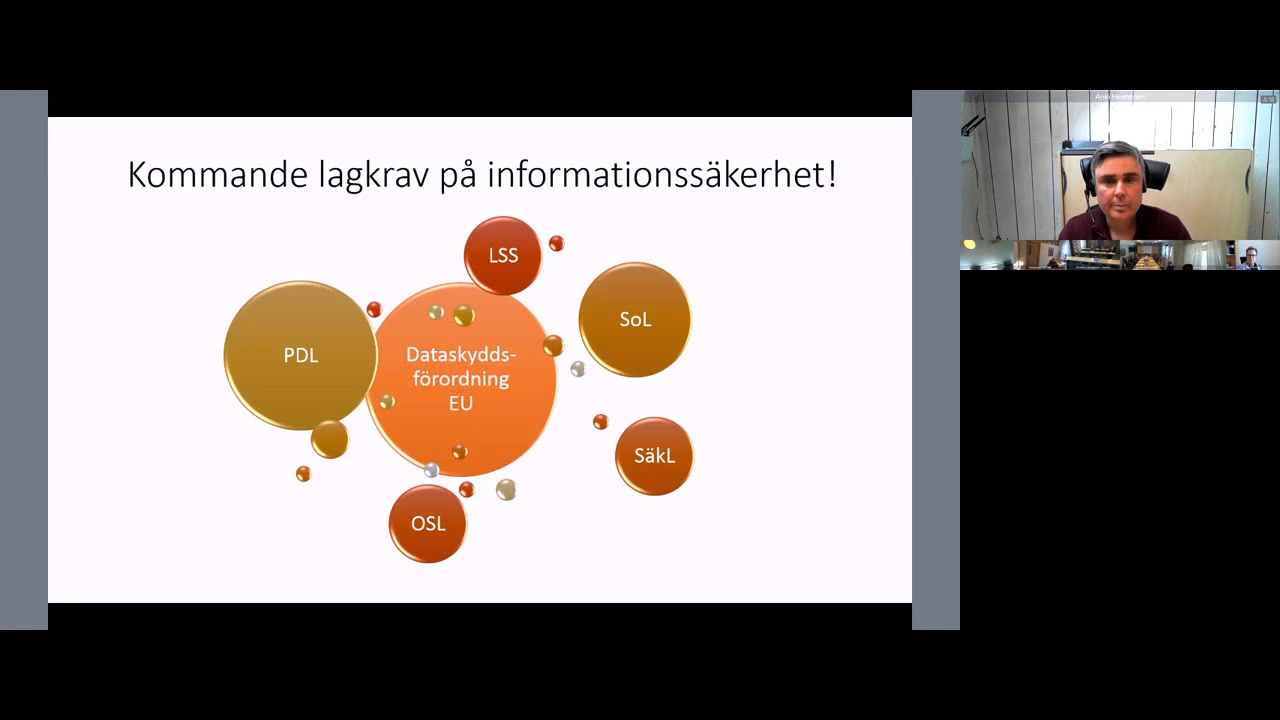 Kommande lagkrav på informationssäkerhet!
LSS
SoL
PDL
Dataskydds-
förordning
EU
SäkL
OSL